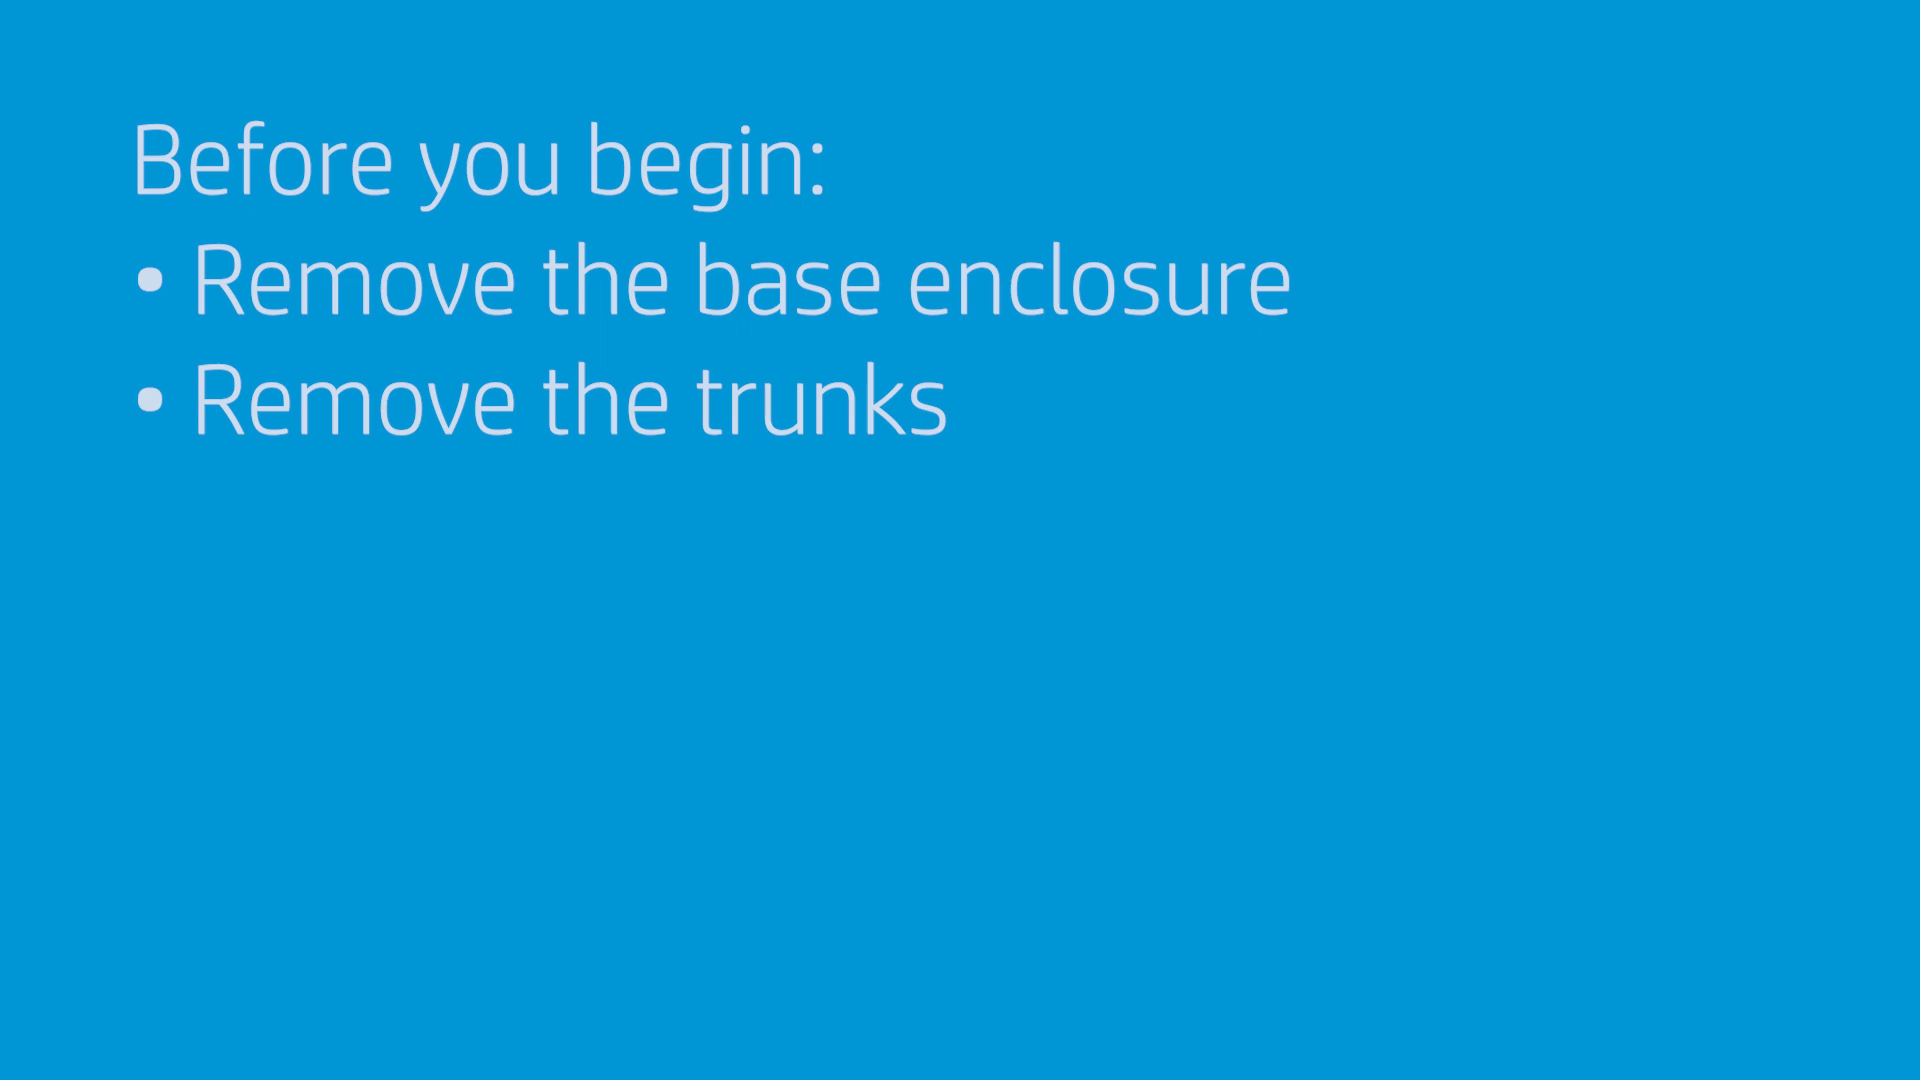 Before you begin:
• Remove the base enclosure
• Remove the trunks